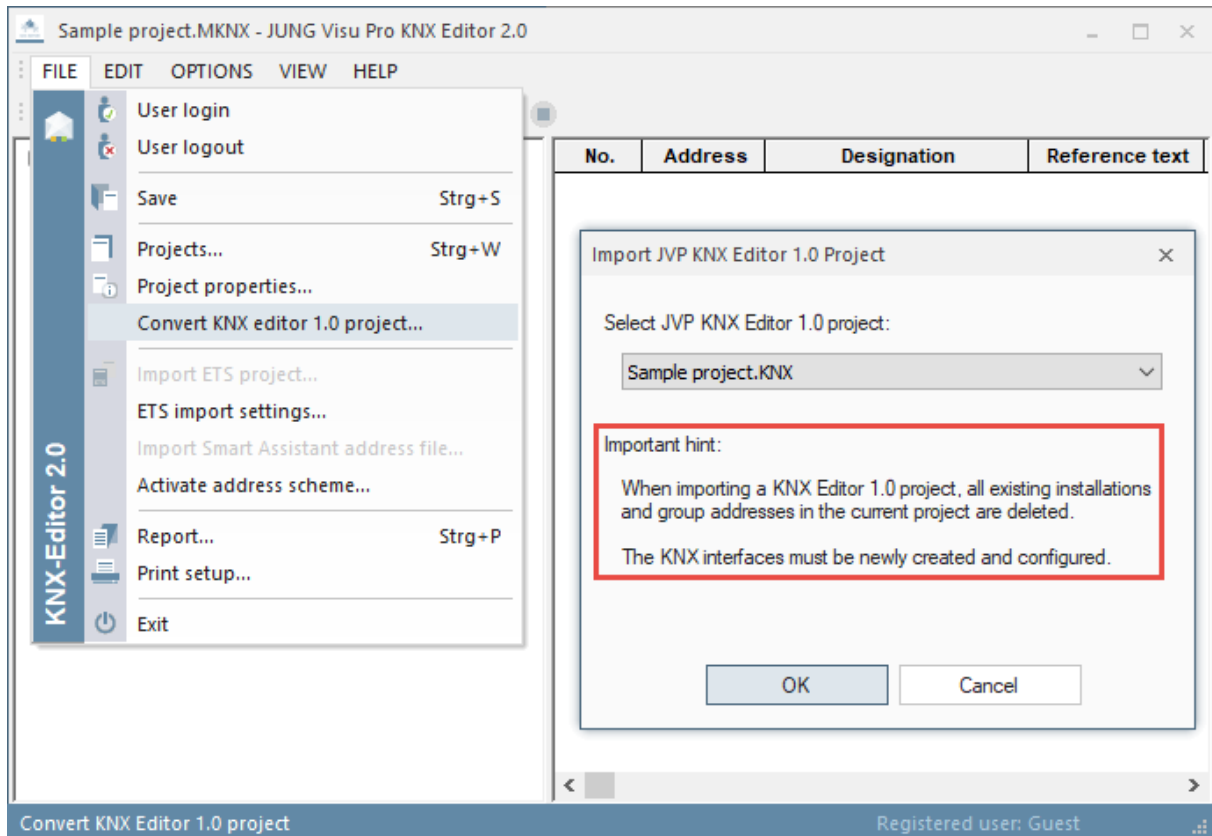 Sample project.MKNX - JUNG Visu Pro KNX Editor 2.0
FILE EDIT OPTIONS VIEW HELP
KNX-Editor 2.0
User login
User logout
Save Strg+S
Projects... Strg+W
Project properties...
Convert KNX editor 1.0 project...
Import ETS project...
ETS import settings...
Import Smart Assistant address file...
Activate address scheme...
Report... Strg+P
Print setup...
Exit
No. Address Designation Reference text
Import JVP KNX Editor 1.0 Project
Select JVP KNX Editor 1.0 project:
Sample project.KNX
Important hint:
When importing a KNX Editor 1.0 project, all existing installations
and group addresses in the current project are deleted.
The KNX interfaces must be newly created and configured.
OK Cancel
Convert KNX Editor 1.0 project Registered user: Guest